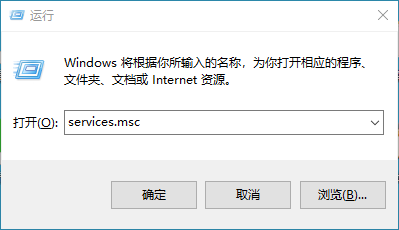 运行
Windows 将根据你所输入的名称，为你打开相应的程序、
文件夹、文档或 Internet 资源。
打开(O): services.msc
确定 取消 浏览(B)...